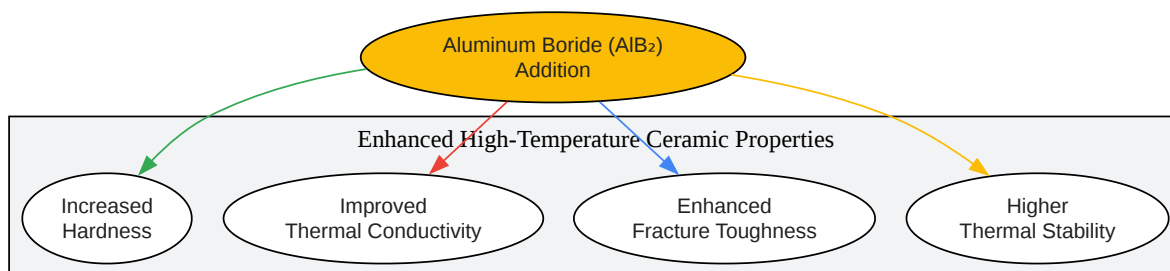 Aluminum Boride (AlB₂)
Addition
Enhanced High-Temperature Ceramic Properties
Increased
Hardness
Improved
Thermal Conductivity
Enhanced
Fracture Toughness
Higher
Thermal Stability